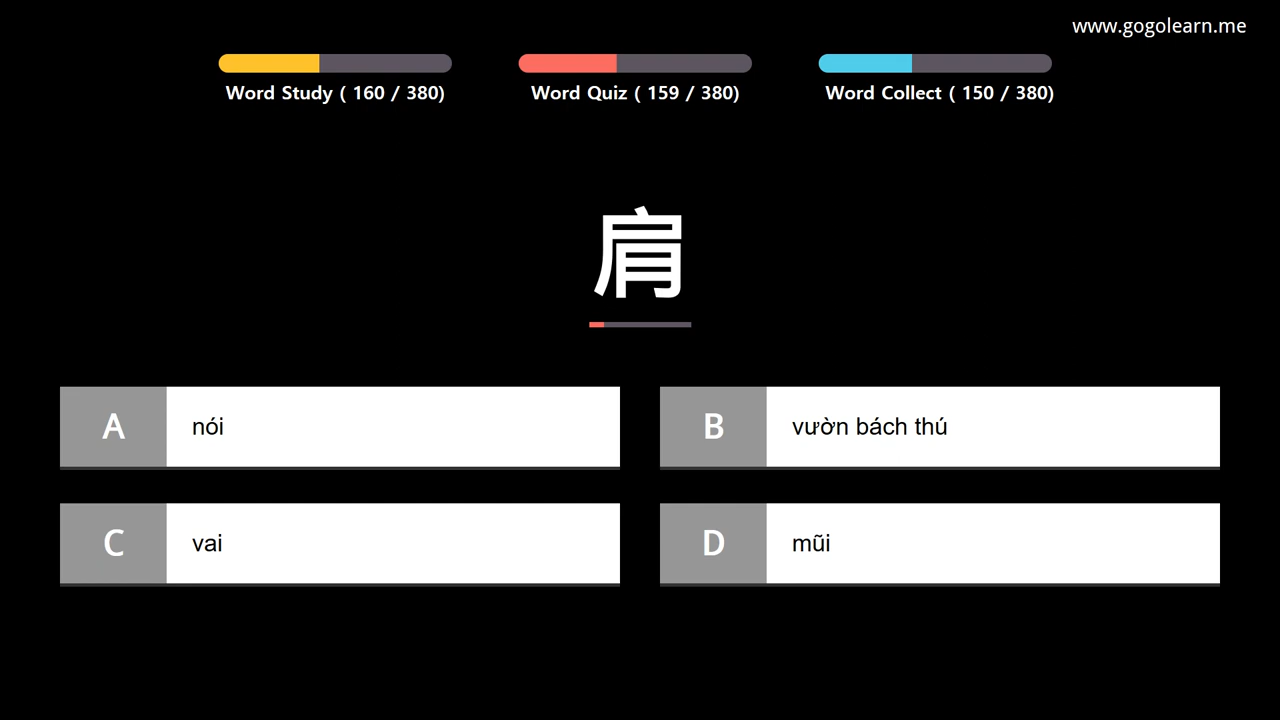 www.gogolearn.me
Word Study ( 160 / 380)
Word Quiz ( 159 / 380)
Word Collect ( 150 / 380)
肩
A nói
B vườn bách thú
C vai
D mũi